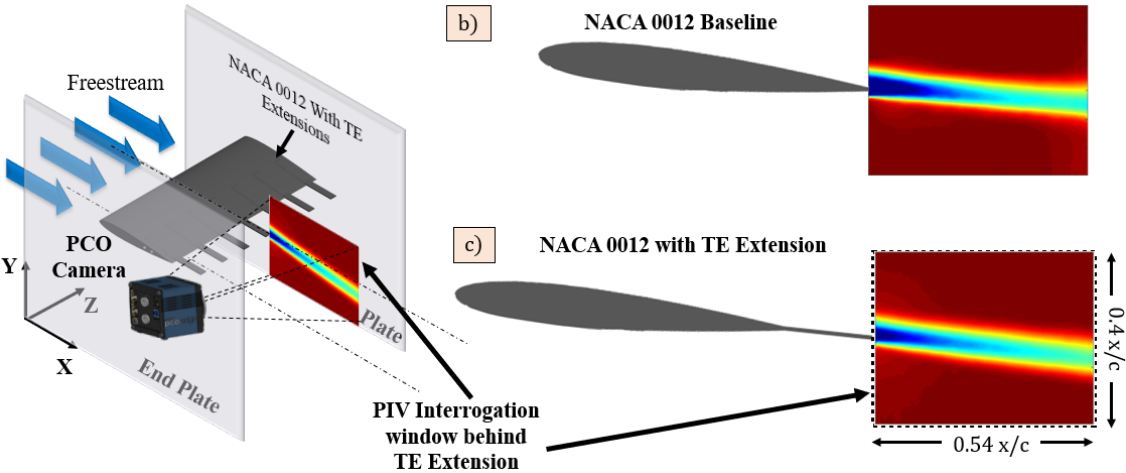 Freestream
NACA 0012 With TE
Extensions
PCO
Camera
Y
Z
X
End Plate
Plate
PIV Interrogation
window behind
TE Extension
b)
NACA 0012 Baseline
c)
NACA 0012 with TE Extension
0.4 x/c
0.54 x/c